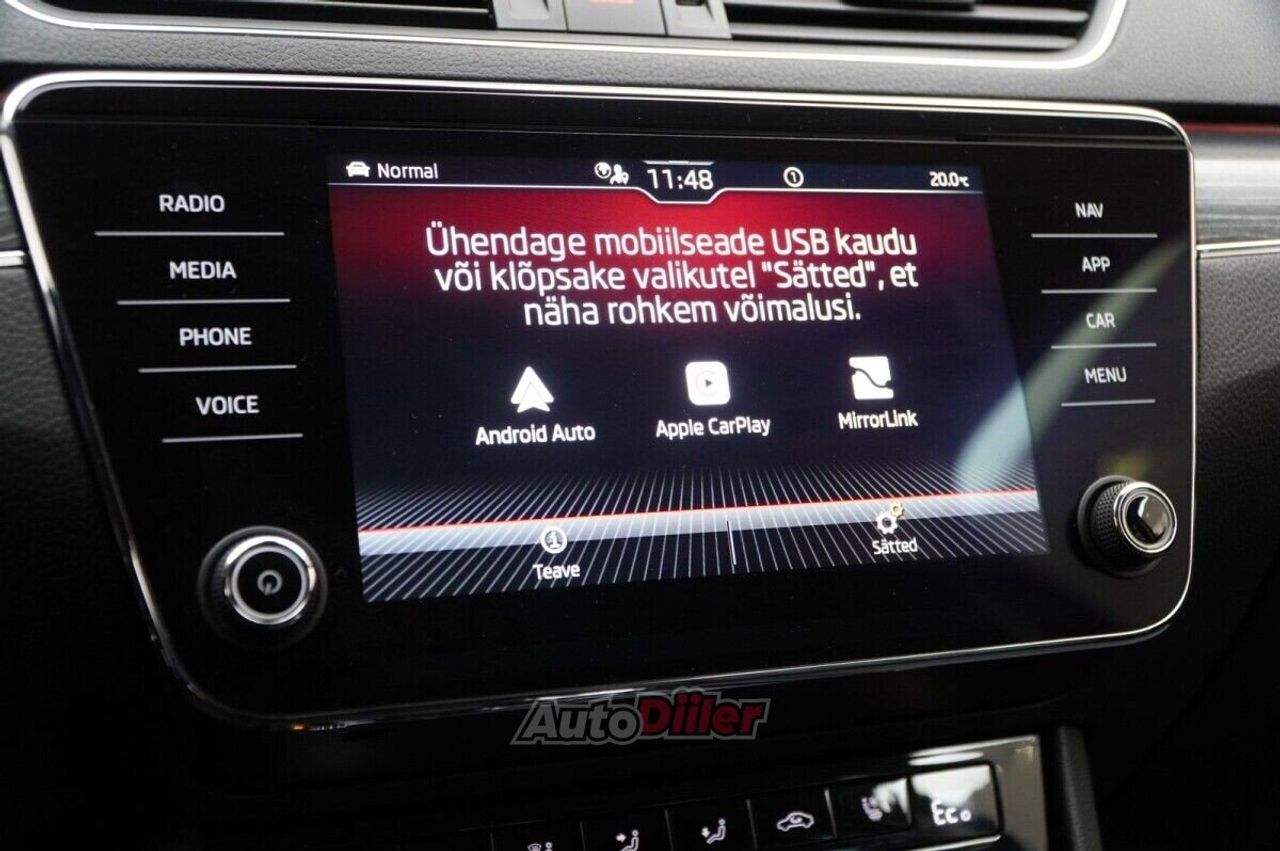 Normal
11:48
1
20.0°C
Ühendage mobiilseade USB kaudu
või klõpsake valikutel "Sätted", et
näha rohkem võimalusi.
Android Auto
Apple CarPlay
MirrorLink
Teave
Sätted
RADIO
MEDIA
PHONE
VOICE
NAV
APP
CAR
MENU
AutoDiiler
Eco